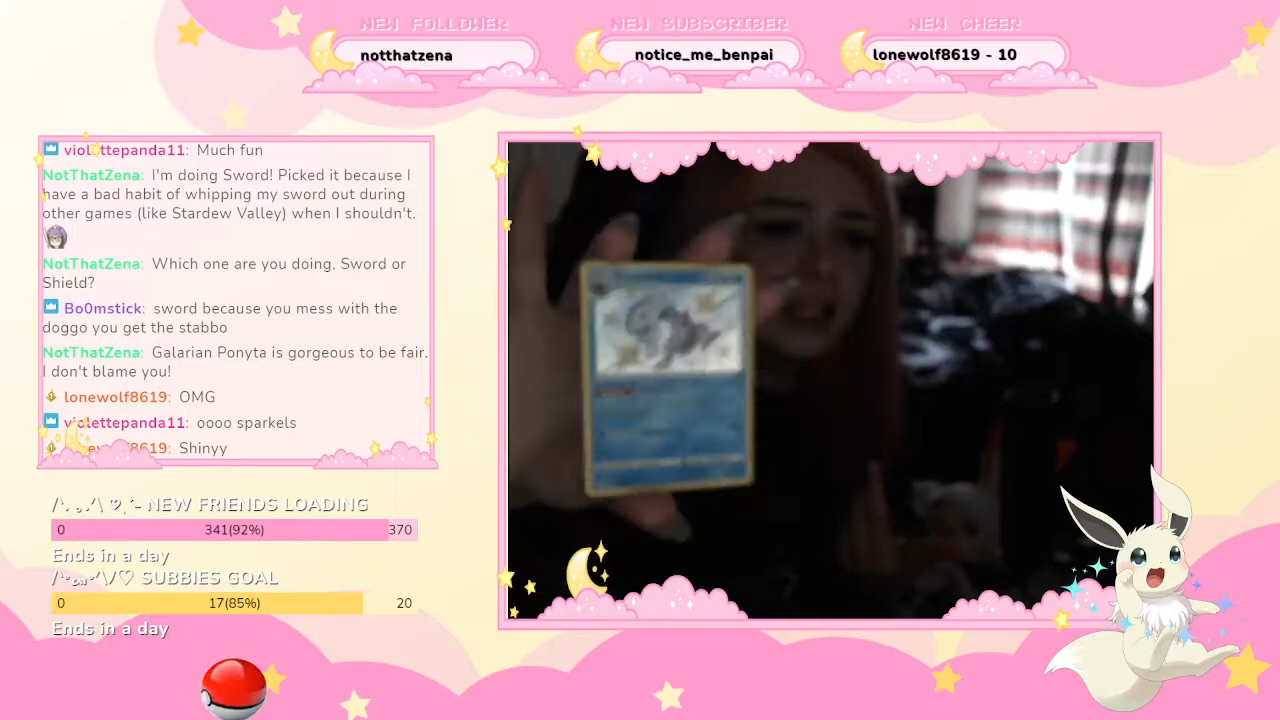 NEW FOLLOWER
notthatzena
NEW SUBSCRIBER
notice_me_benpai
NEW CHEER
lonewolf8619 - 10
violettepanda11: Much fun
NotThatZena: I'm doing Sword! Picked it because I
have a bad habit of whipping my sword out during
other games (like Stardew Valley) when I shouldn't.
NotThatZena: Which one are you doing, Sword or
Shield?
Bo0mstick: sword because you mess with the
doggo you get the stabbo
NotThatZena: Galarian Ponyta is gorgeous to be fair.
I don't blame you!
lonewolf8619: OMG
violettepanda11: oooo sparkels
lonewolf8619: Shinyy
NEW FRIENDS LOADING
0 341(92%) 370
Ends in a day
SUBBIES GOAL
0 17(85%) 20
Ends in a day